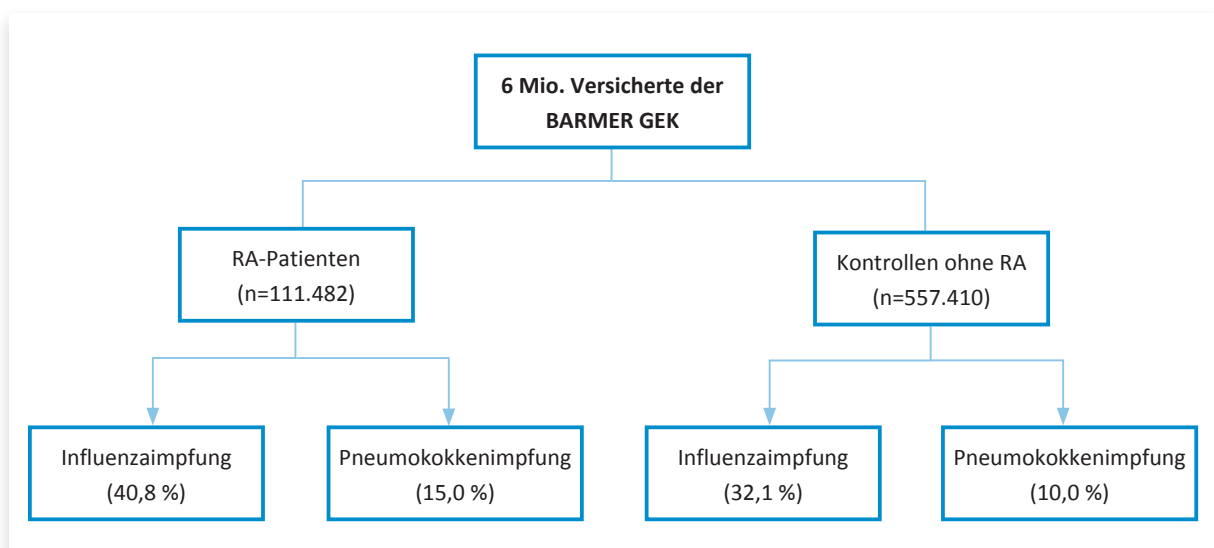 6 Mio. Versicherte der
BARMER GEK
RA-Patienten
(n=111.482)
Kontrollen ohne RA
(n=557.410)
Influenzaimpfung
(40,8 %)
Pneumokokkenimpfung
(15,0 %)
Influenzaimpfung
(32,1 %)
Pneumokokkenimpfung
(10,0 %)